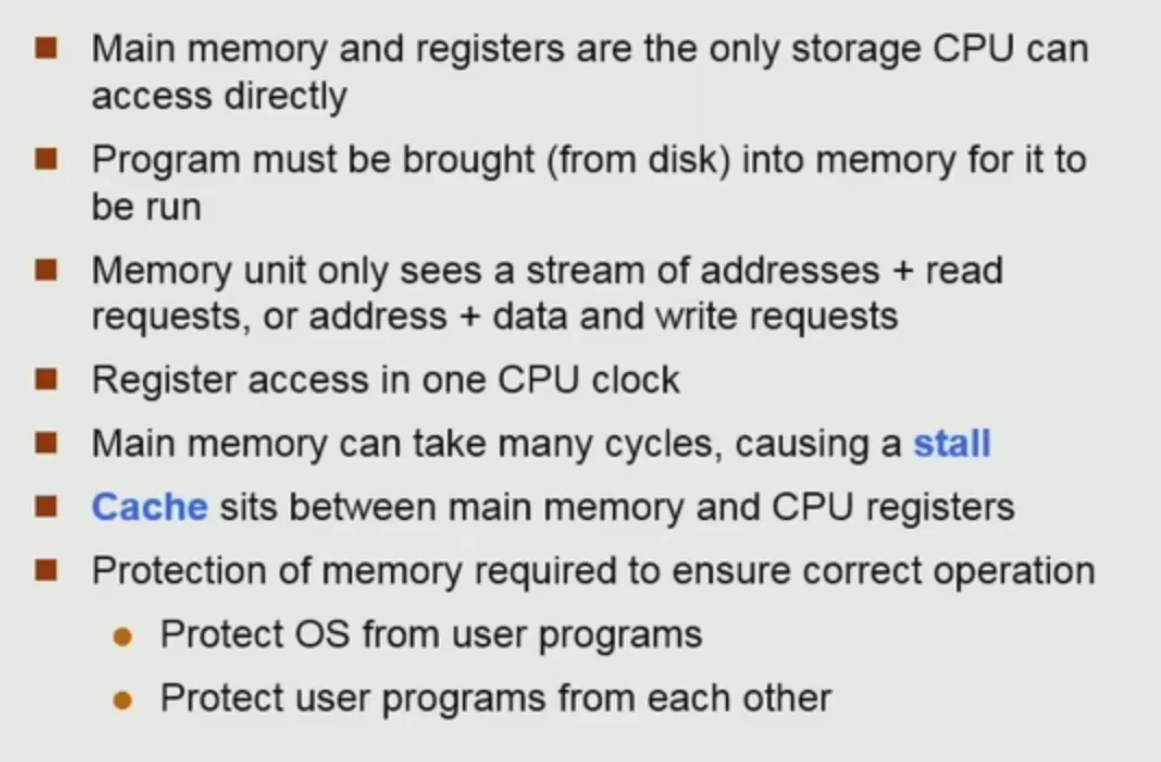 Main memory and registers are the only storage CPU can
access directly
Program must be brought (from disk) into memory for it to
be run
Memory unit only sees a stream of addresses + read
requests, or address + data and write requests
Register access in one CPU clock
Main memory can take many cycles, causing a stall
Cache sits between main memory and CPU registers
Protection of memory required to ensure correct operation
Protect OS from user programs
Protect user programs from each other